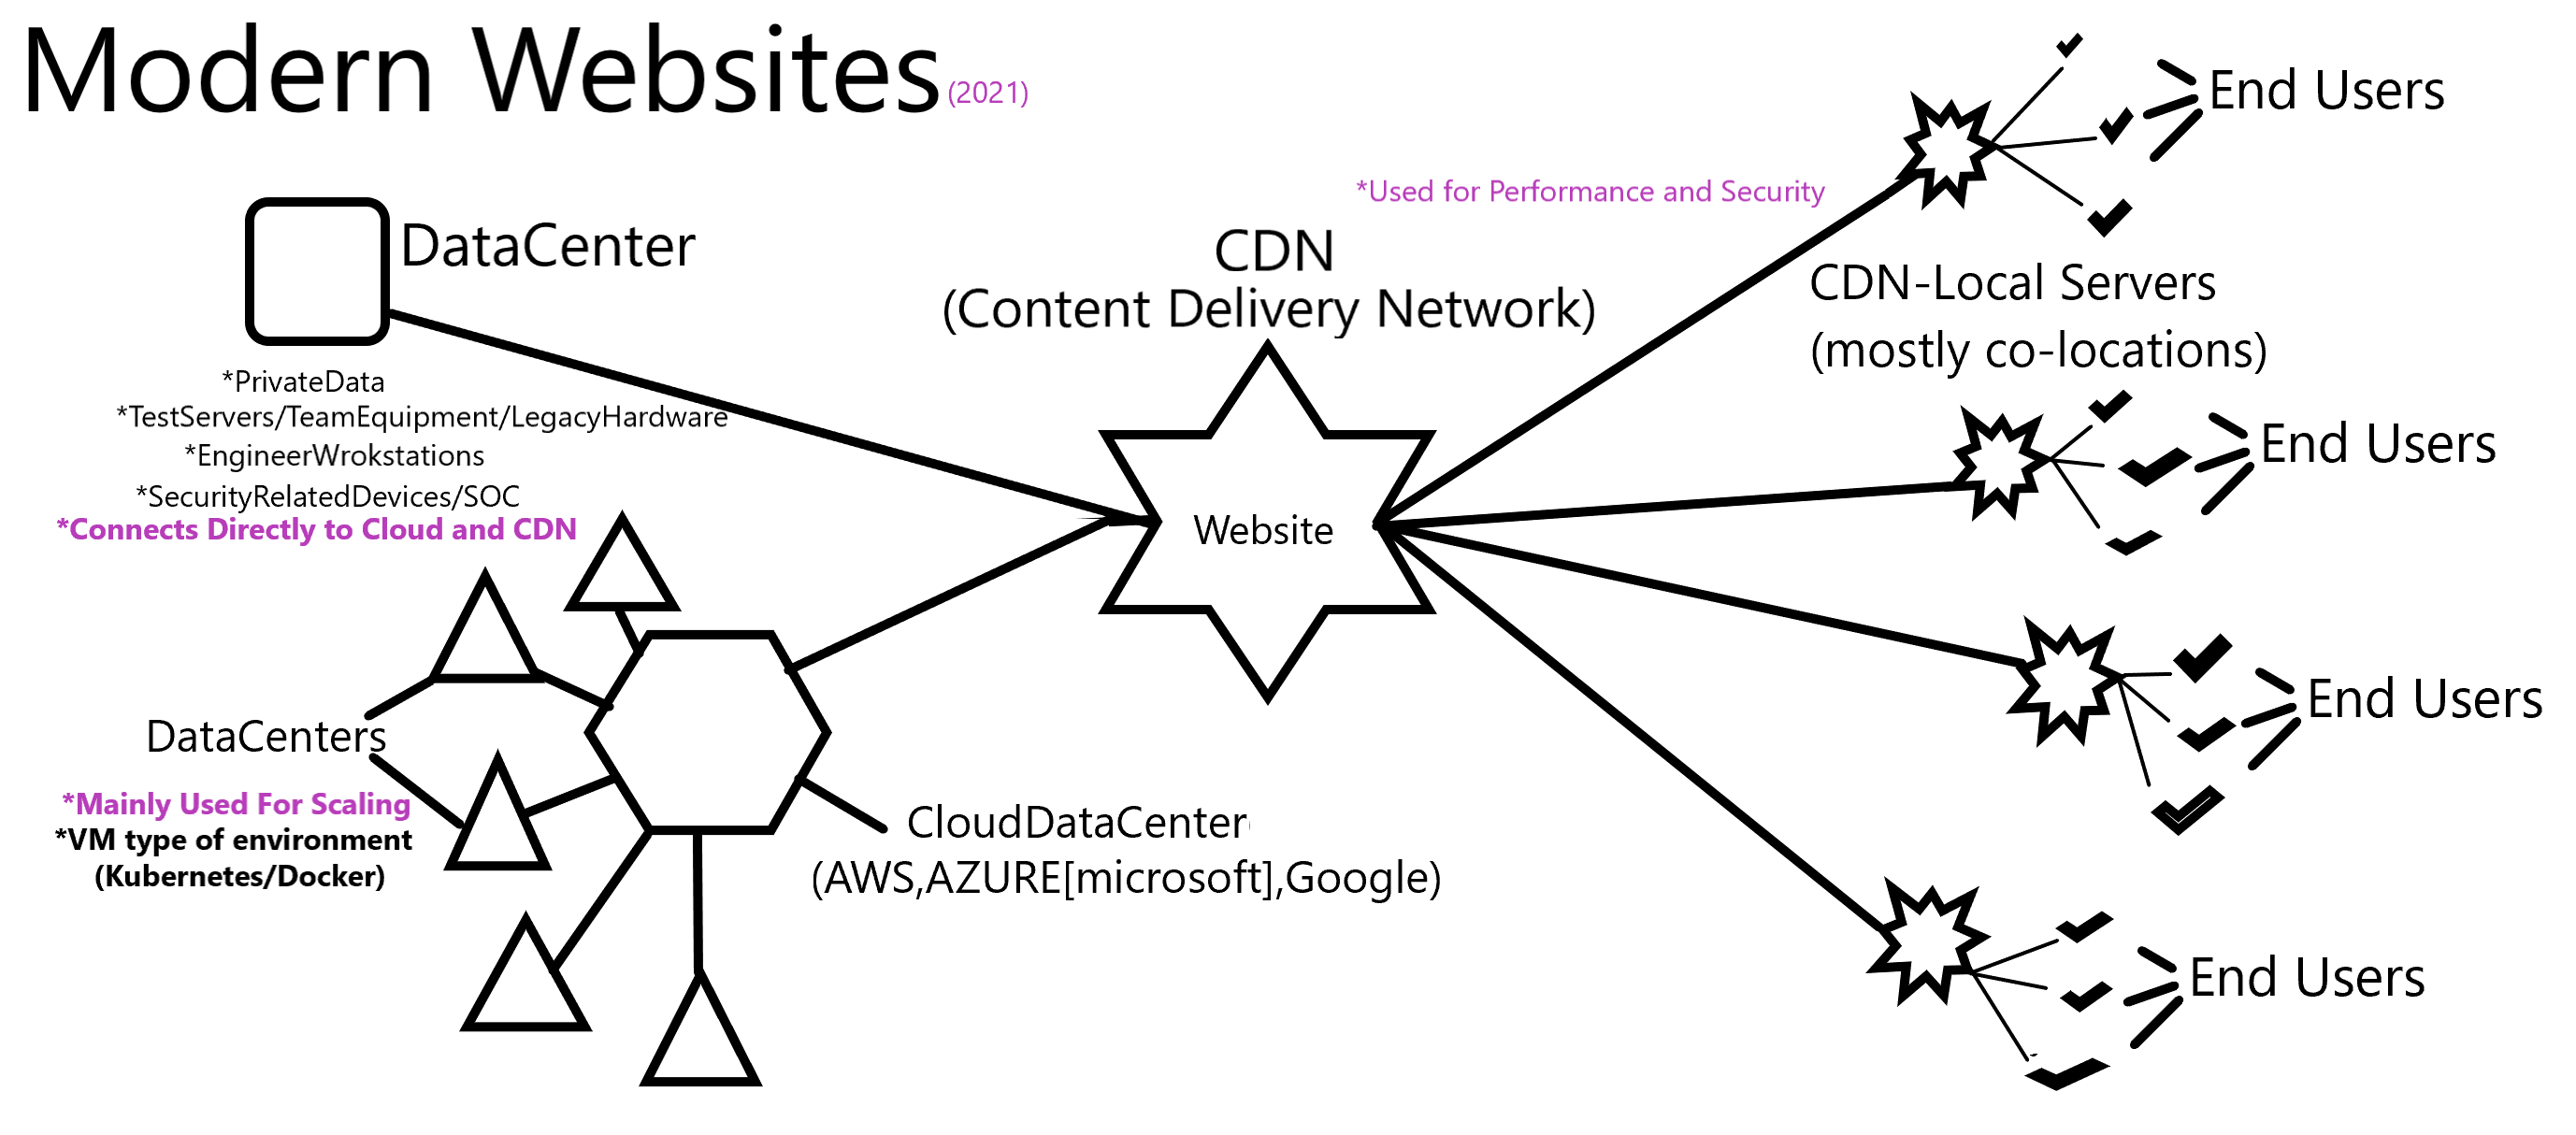 Modern Websites (2021)
DataCenter
*PrivateData
*TestServers/TeamEquipment/LegacyHardware
*EngineerWrokstations
*SecurityRelatedDevices/SOC
*Connects Directly to Cloud and CDN
DataCenters
*Mainly Used For Scaling
*VM type of environment
(Kubernetes/Docker)
CloudDataCenter
(AWS,AZURE[microsoft],Google)
*Used for Performance and Security
CDN
(Content Delivery Network)
Website
End Users
CDN-Local Servers
(mostly co-locations)
End Users
End Users
End Users